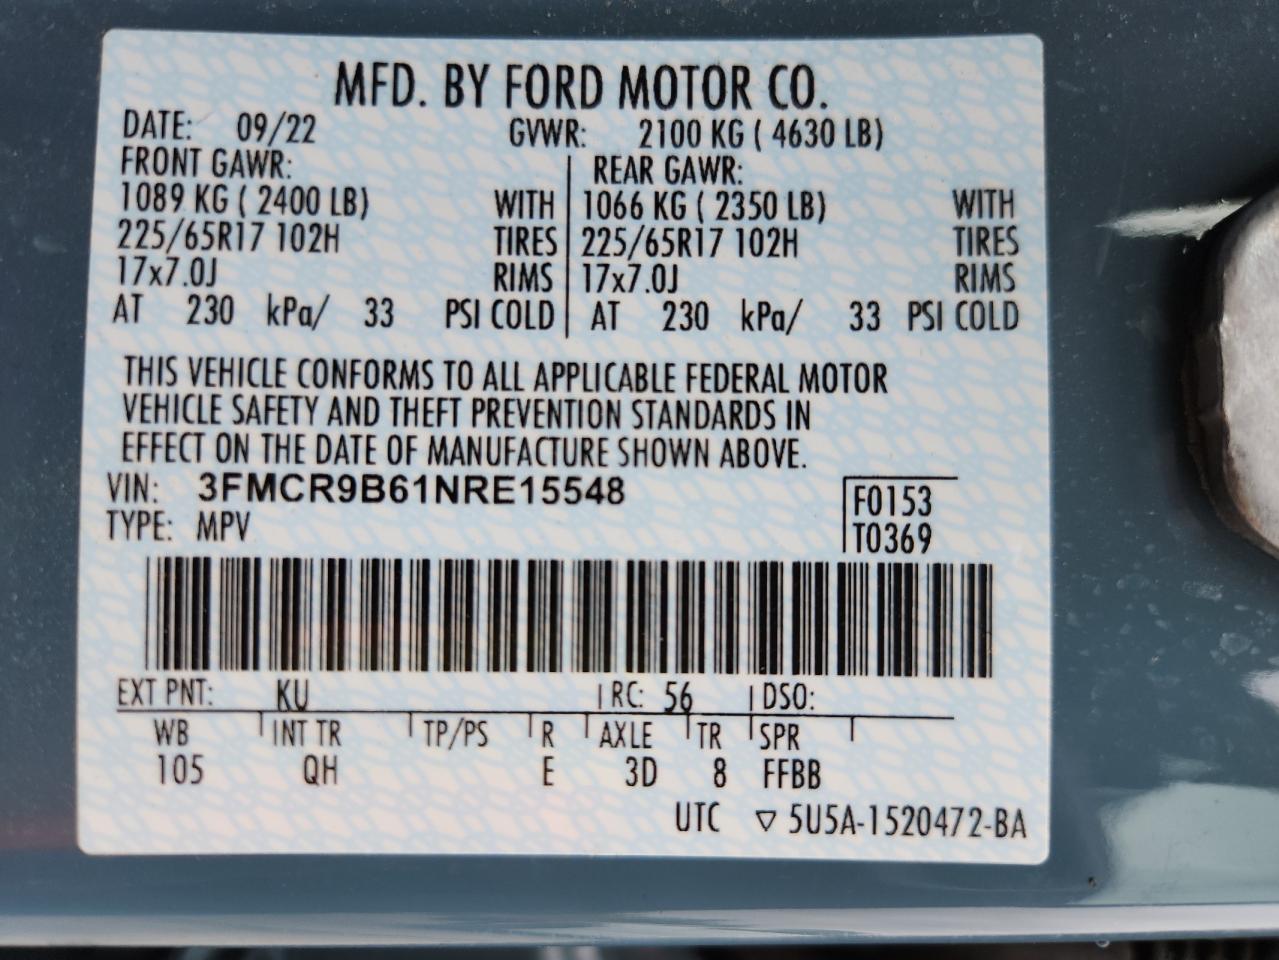 MFD. BY FORD MOTOR CO.
DATE: 09/22 GVWR: 2100 KG ( 4630 LB)
FRONT GAWR: REAR GAWR:
1089 KG ( 2400 LB) WITH 1066 KG ( 2350 LB) WITH
225/65R17 102H TIRES 225/65R17 102H TIRES
17x7.0J RIMS 17x7.0J RIMS
AT 230 kPa/ 33 PSI COLD AT 230 kPa/ 33 PSI COLD
THIS VEHICLE CONFORMS TO ALL APPLICABLE FEDERAL MOTOR
VEHICLE SAFETY AND THEFT PREVENTION STANDARDS IN
EFFECT ON THE DATE OF MANUFACTURE SHOWN ABOVE.
VIN: 3FMCR9B61NRE15548 F0153
TYPE: MPV T0369
EXT PNT: KU RC: 56 DSO:
WB INT TR TP/PS R AXLE TR SPR
105 QH E 3D 8 FFBB
UTC ▽ 5U5A-1520472-BA